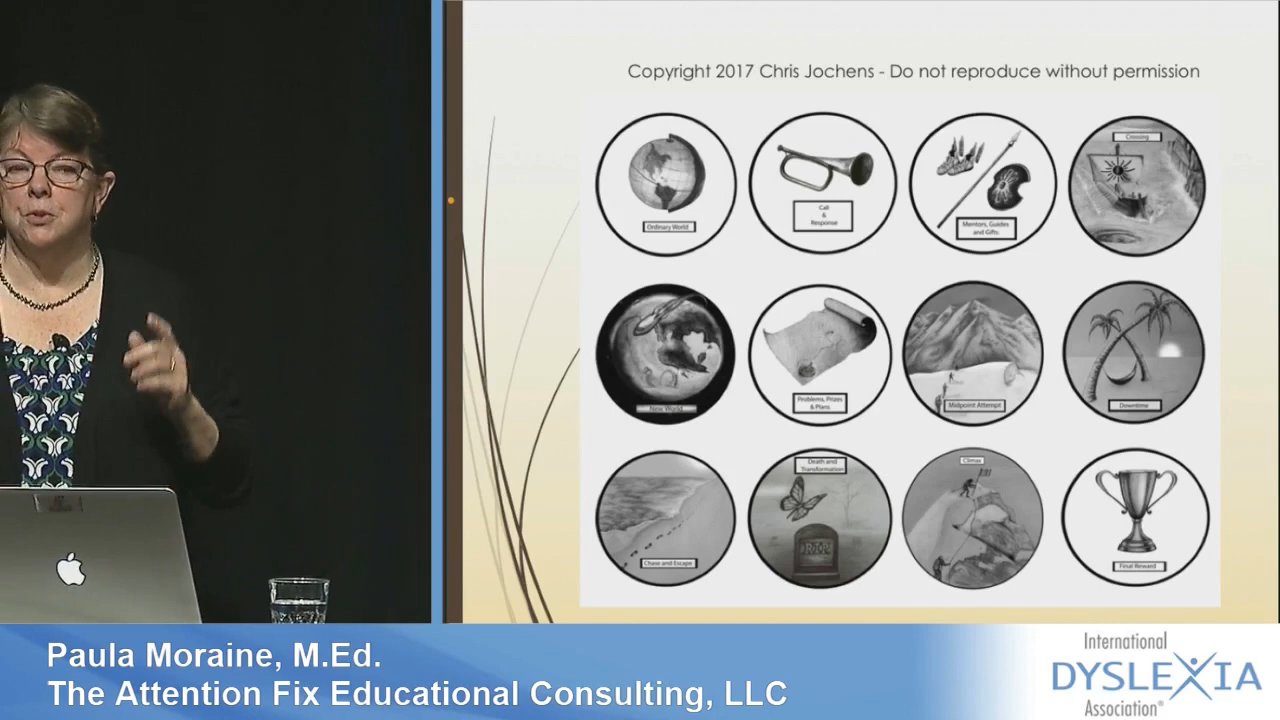 Copyright 2017 Chris Jochens - Do not reproduce without permission
Ordinary World
Call
&
Response
Mentors, Guides
and Gifts
Crossing
New World
Problems, Prizes
& Plans
Midpoint Attempt
Downtime
Chase and Escape
Death and
Transformation
Climax
Final Reward
Paula Moraine, M.Ed.
The Attention Fix Educational Consulting, LLC
International
DYSLEXIA
Association®